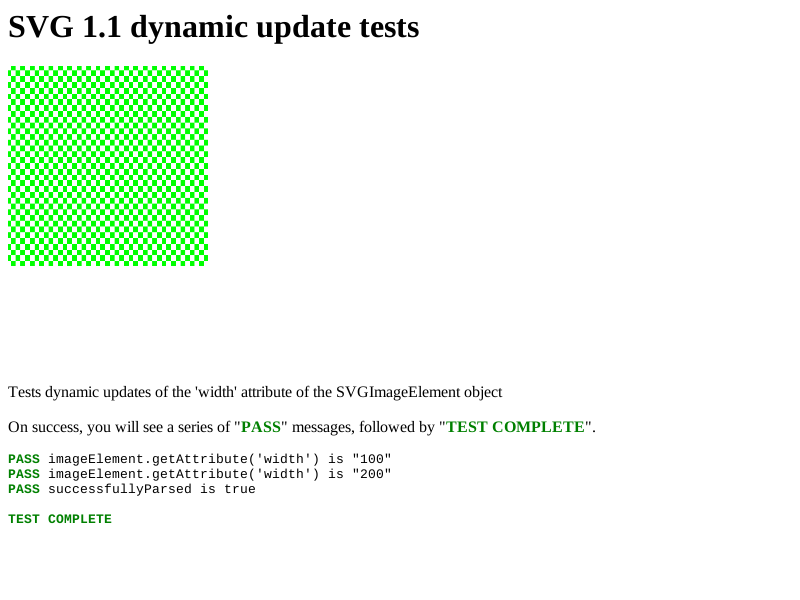 SVG 1.1 dynamic update tests
Tests dynamic updates of the 'width' attribute of the SVGImageElement object
On success, you will see a series of "PASS" messages, followed by "TEST COMPLETE".
PASS imageElement.getAttribute('width') is "100"
PASS imageElement.getAttribute('width') is "200"
PASS successfullyParsed is true
TEST COMPLETE